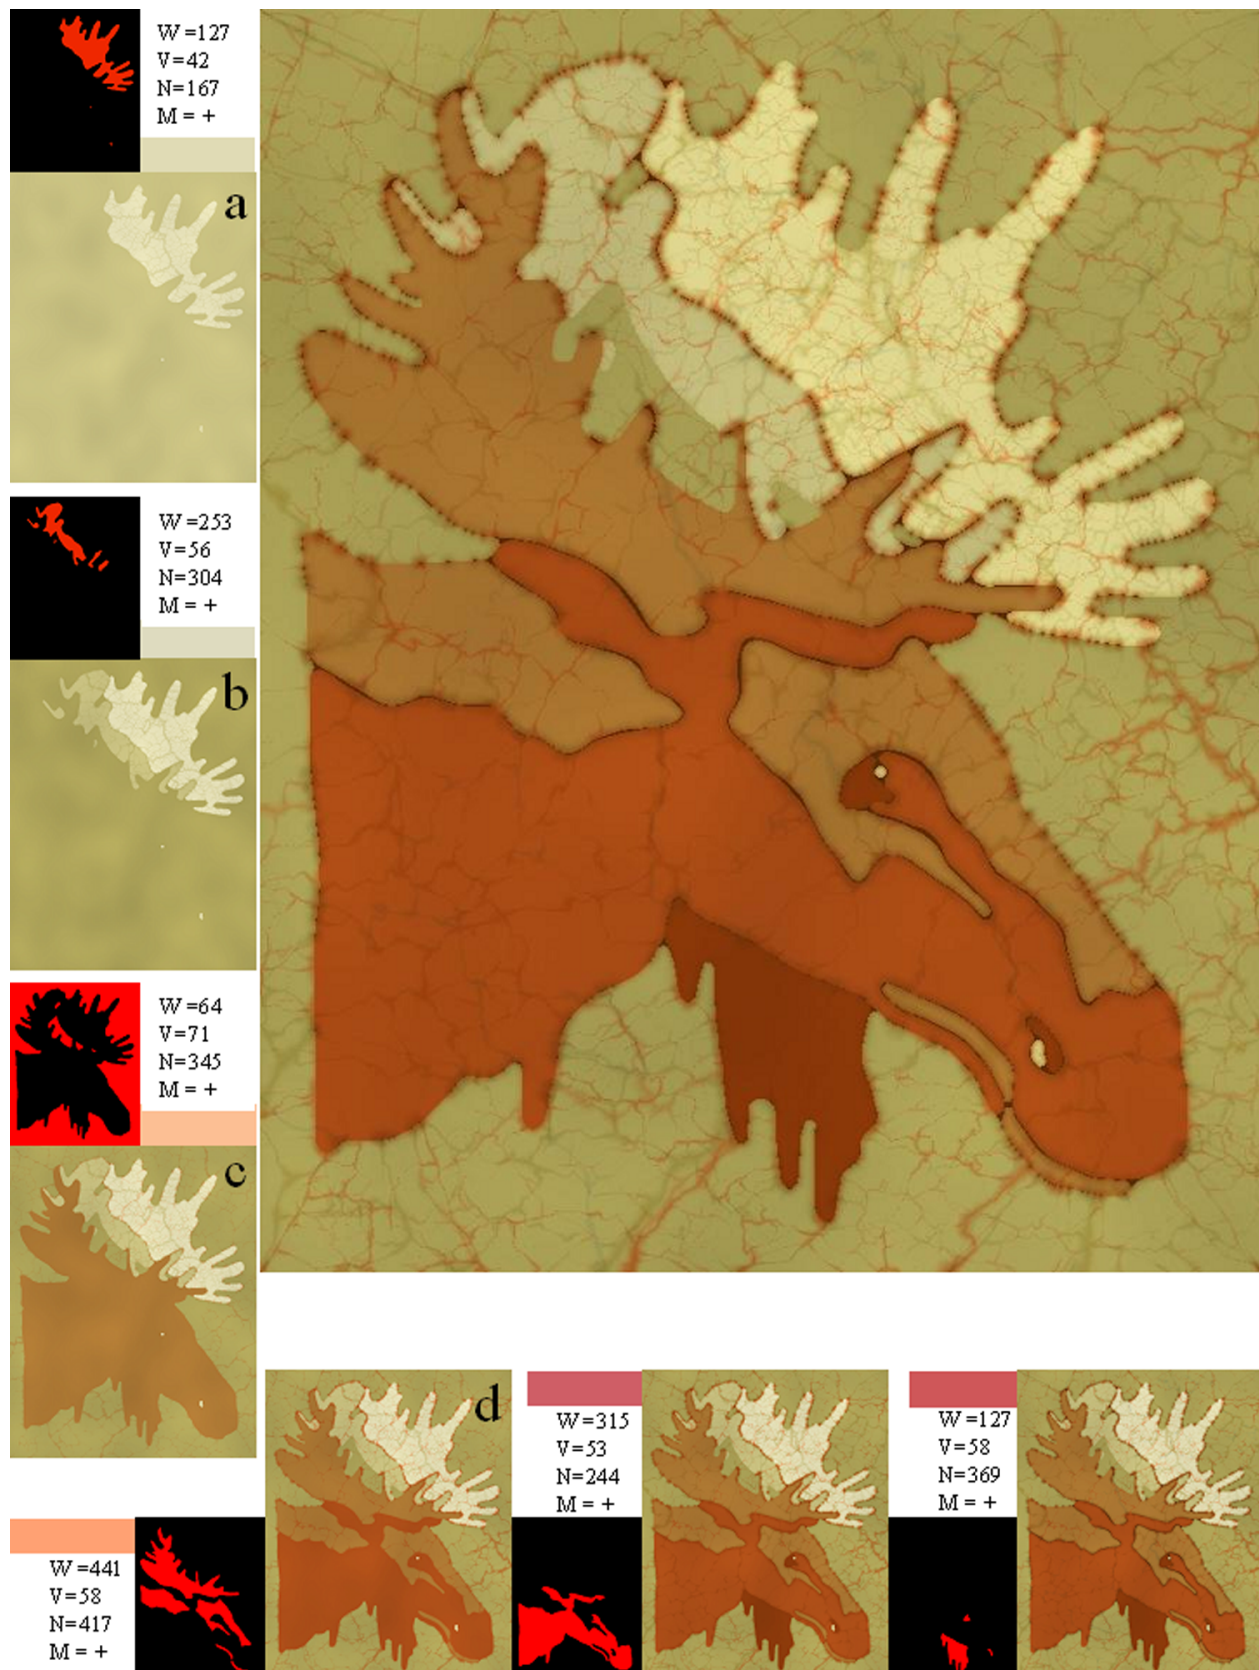 W=127
V=42
N=167
M = +
a
W=253
V=56
N=304
M = +
b
W=64
V=71
N=345
M = +
c
d
W=315
V=53
N=244
M = +
W=127
V=58
N=369
M = +
W=441
V=58
N=417
M = +